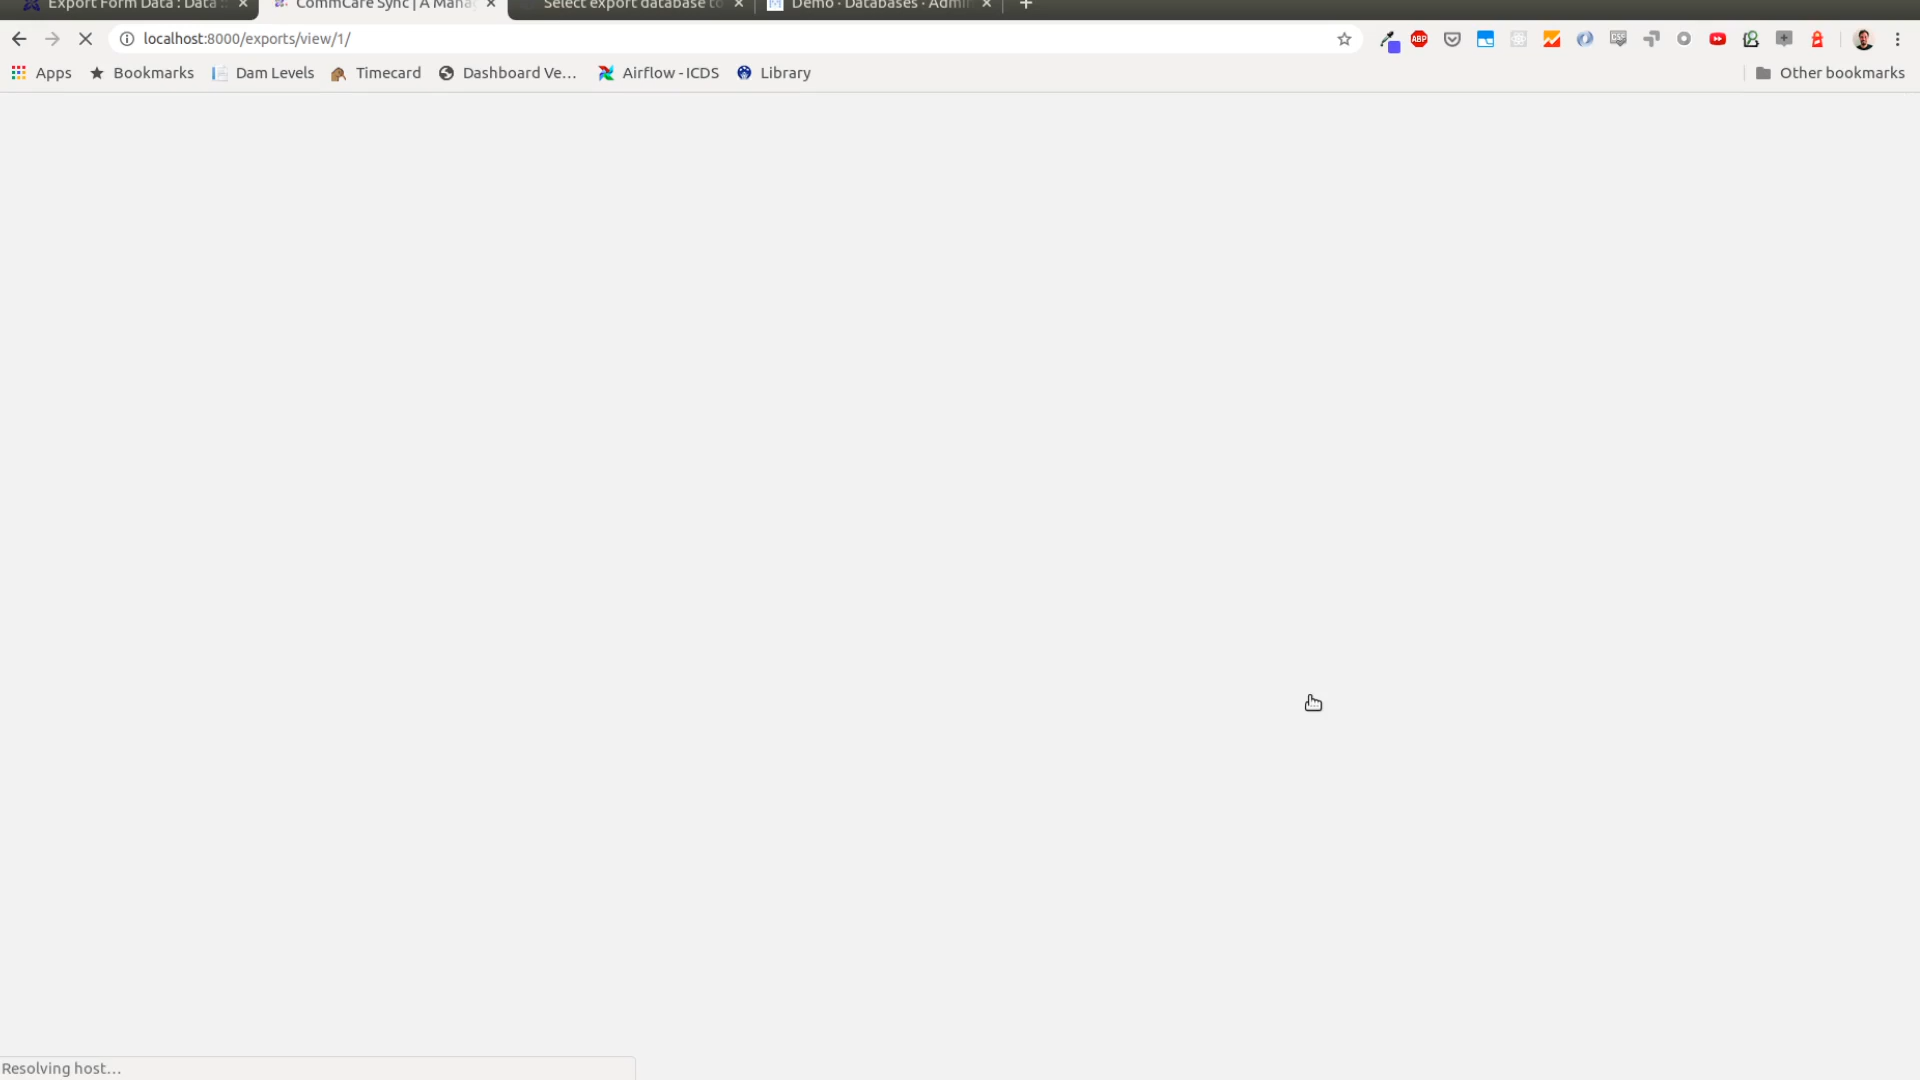 Export Form Data : Data :: CommCare Sync | A Mana Select export database to Demo · Databases · Admi
localhost:8000/exports/view/1/
Apps Bookmarks Dam Levels Timecard Dashboard Ve... Airflow - ICDS Library Other bookmarks
Resolving host...